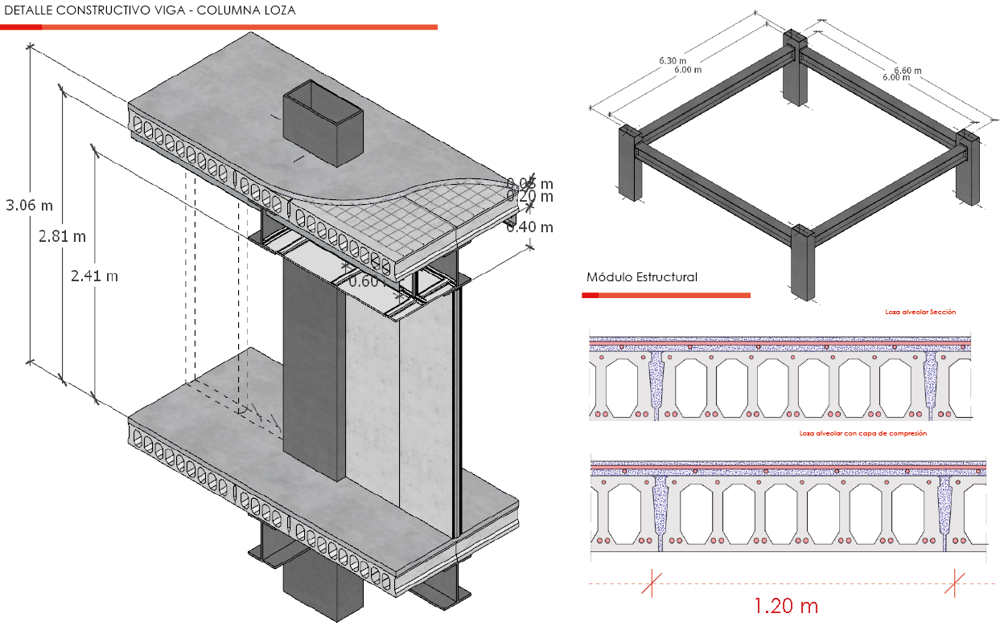 DETALLE CONSTRUCTIVO VIGA - COLUMNA LOZA
3.06 m
2.81 m
2.41 m
0.05 m
0.20 m
0.40 m
0.60
6.30 m
6.00 m
6.60 m
6.00 m
Módulo Estructural
Loza alveolar Sección
Loza alveolar con capa de compresión
1.20 m